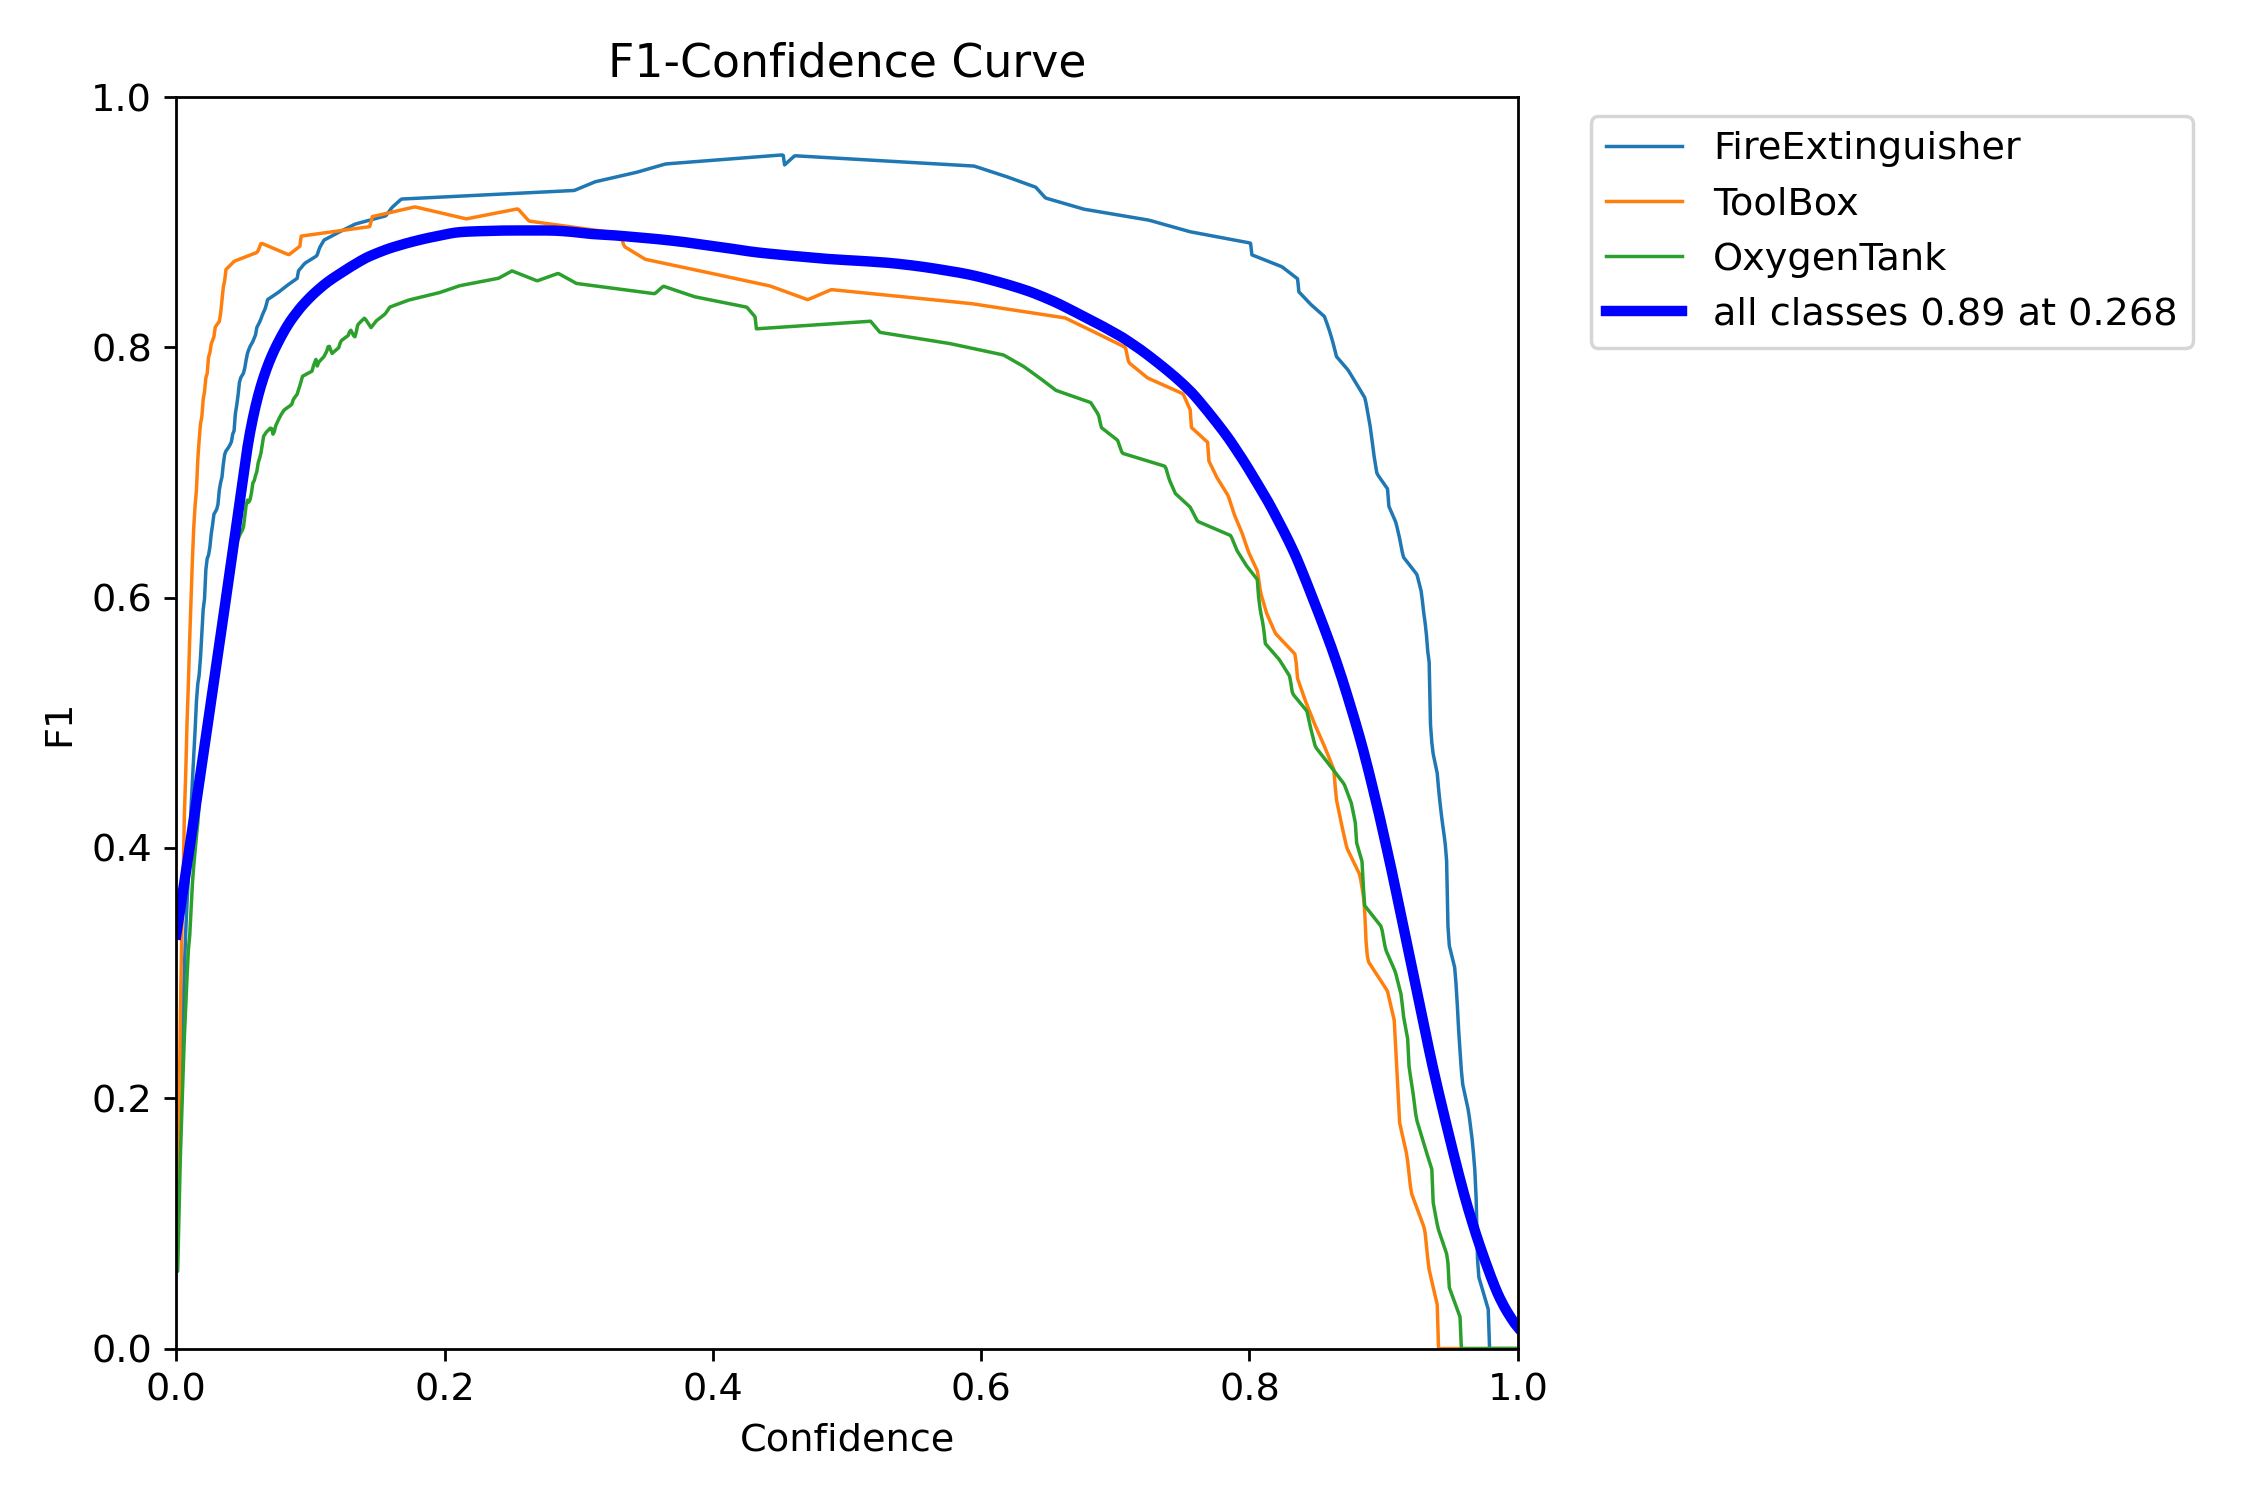 F1-Confidence Curve
1.0
0.8
0.6
0.4
0.2
0.0
F1
0.0 0.2 0.4 0.6 0.8 1.0
Confidence
FireExtinguisher
ToolBox
OxygenTank
all classes 0.89 at 0.268